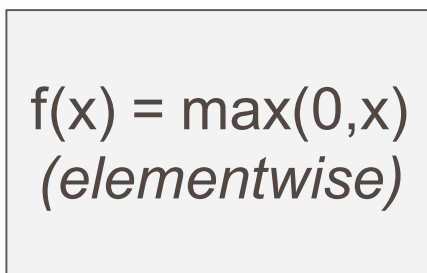 f(x) = max(0,x)
(elementwise)